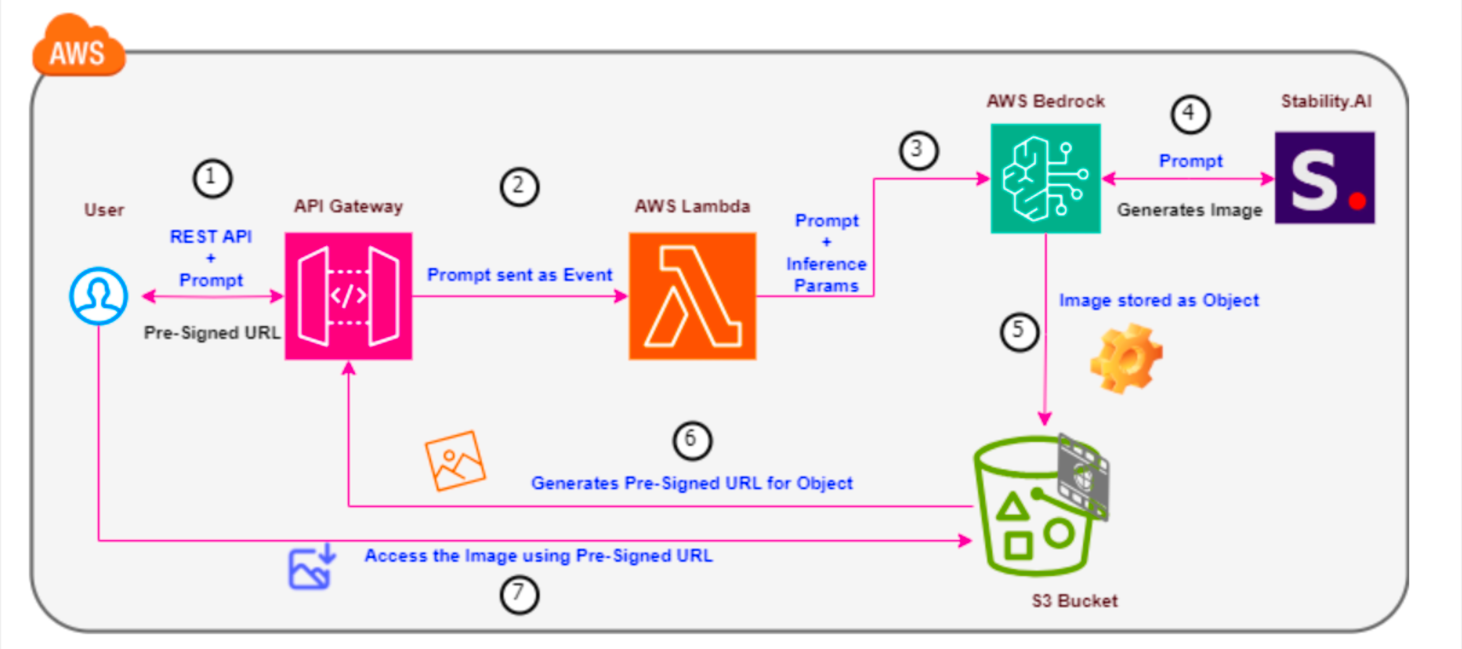 AWS
AWS Bedrock
4
Stability.AI
3
Prompt
1
2
S.
User
API Gateway
AWS Lambda
Generates Image
REST API
+
Prompt
Prompt
+
Inference
Params
Prompt sent as Event
</>
Pre-Signed URL
Image stored as Object
5
6
Generates Pre-Signed URL for Object
Access the Image using Pre-Signed URL
7
S3 Bucket